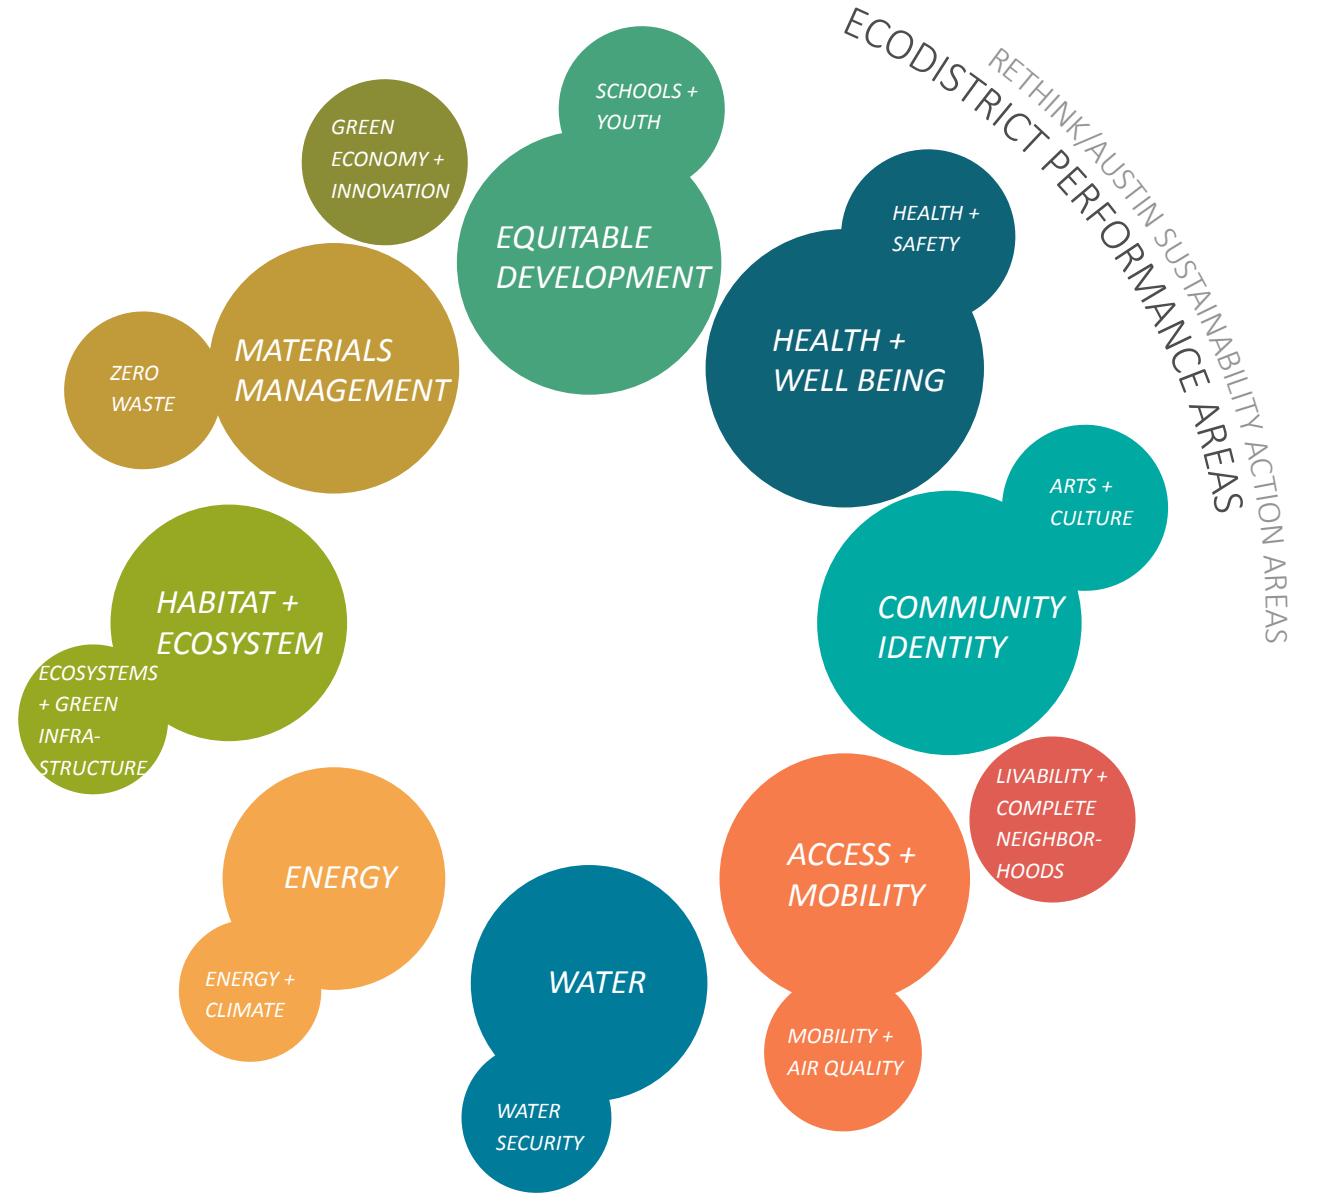 ECODISTRICT PERFORMANCE AREAS
RETHINK/AUSTIN SUSTAINABILITY ACTION AREAS
SCHOOLS +
YOUTH
EQUITABLE
DEVELOPMENT
HEALTH +
SAFETY
HEALTH +
WELL BEING
ARTS +
CULTURE
COMMUNITY
IDENTITY
LIVABILITY +
COMPLETE
NEIGHBOR-
HOODS
ACCESS +
MOBILITY
MOBILITY +
AIR QUALITY
WATER
WATER
SECURITY
ENERGY
ENERGY +
CLIMATE
HABITAT +
ECOSYSTEM
ECOSYSTEMS
+ GREEN
INFRA-
STRUCTURE
ZERO
WASTE
MATERIALS
MANAGEMENT
GREEN
ECONOMY +
INNOVATION